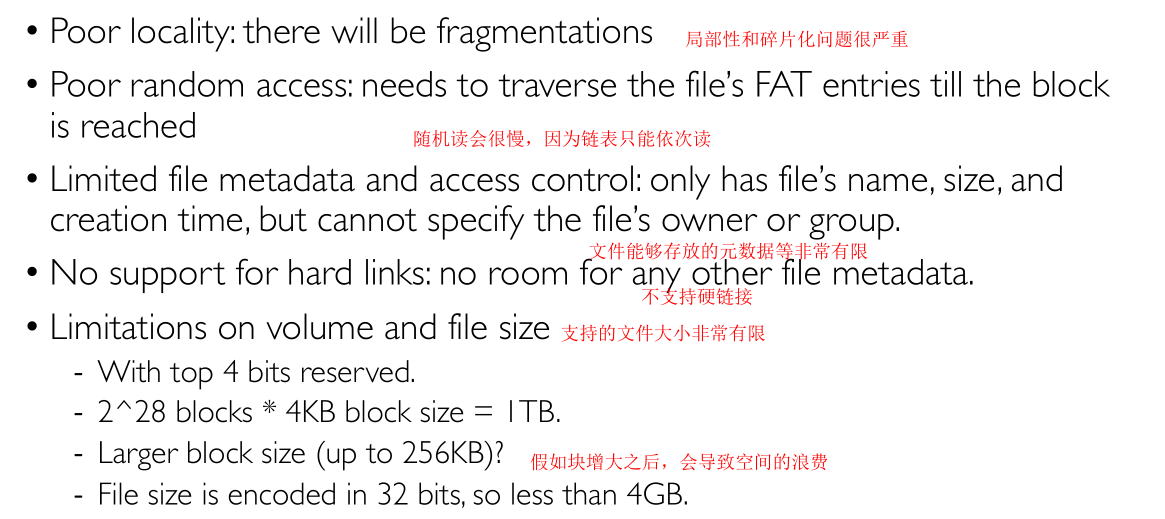 • Poor locality: there will be fragmentations 局部性和碎片化问题很严重
• Poor random access: needs to traverse the file's FAT entries till the block
is reached
随机读会很慢，因为链表只能依次读
• Limited file metadata and access control: only has file's name, size, and
creation time, but cannot specify the file's owner or group.
文件能够存放的元数据等非常有限
• No support for hard links: no room for any other file metadata.
不支持硬链接
• Limitations on volume and file size 支持的文件大小非常有限
- With top 4 bits reserved.
- 2^28 blocks * 4KB block size = 1TB.
- Larger block size (up to 256KB)? 假如块增大之后，会导致空间的浪费
- File size is encoded in 32 bits, so less than 4GB.